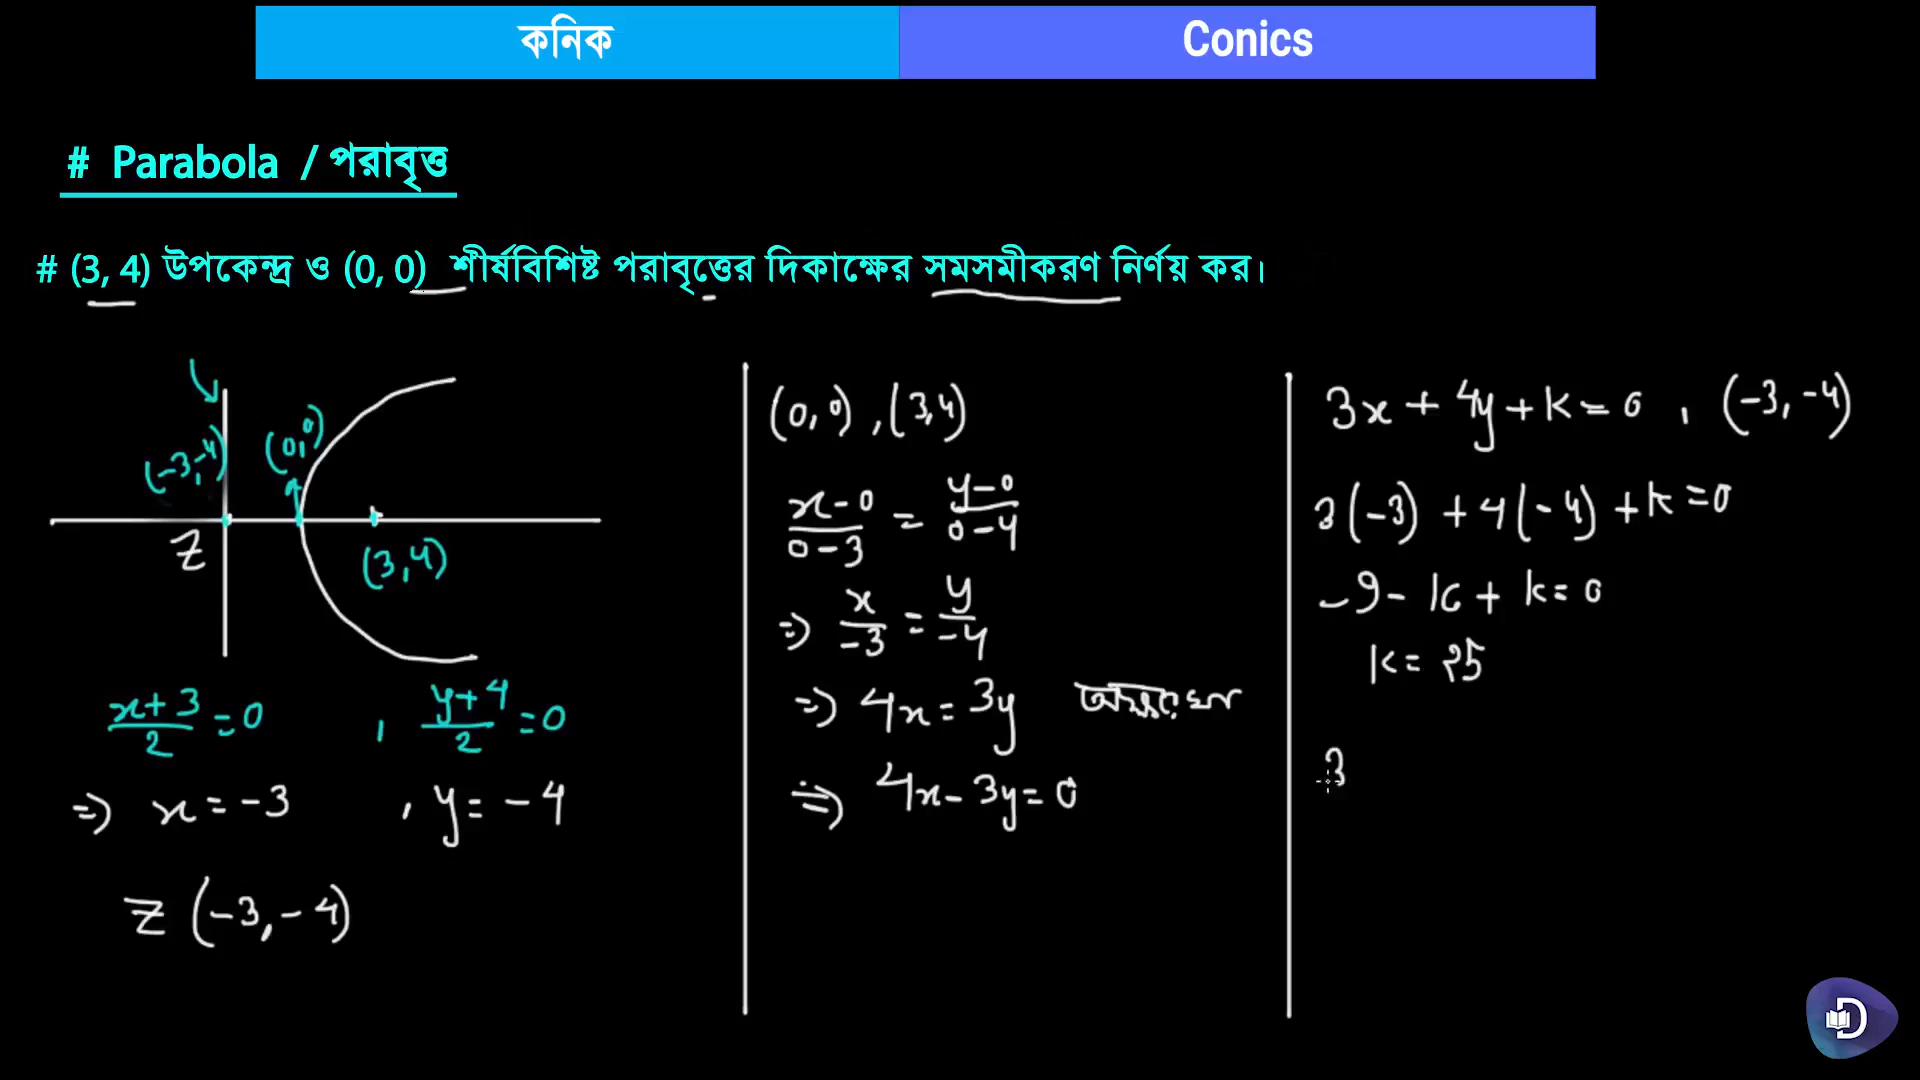 কনিক
Conics
# Parabola / পরাবৃত্ত
# (3, 4) উপকেন্দ্র ও (0, 0) শীর্ষবিশিষ্ট পরাবৃত্তের দিকাক্ষের সমসমীকরণ নির্ণয় কর।
(-3,-4)
(0,0)
Z
(3,4)
(x+3)/2 = 0 , (y+4)/2 = 0
⇒ x = -3 , y = -4
Z (-3, -4)
(0,0) , (3,4)
(x-0)/(0-3) = (y-0)/(0-4)
⇒ x/-3 = y/-4
⇒ 4x = 3y
⇒ 4x - 3y = 0
3x + 4y + k = 0 , (-3, -4)
3(-3) + 4(-4) + k = 0
-9 - 16 + k = 0
k = 25
3